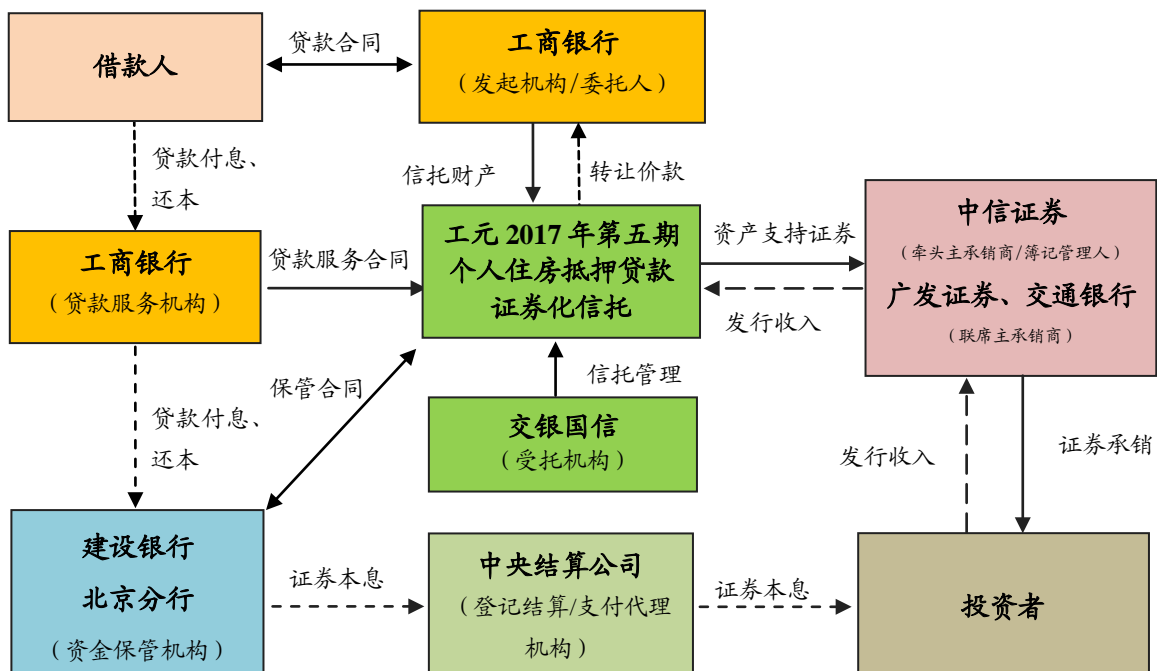 借款人
贷款合同
工商银行
（发起机构/委托人）
贷款付息、
还本
信托财产
转让价款
工商银行
（贷款服务机构）
贷款服务合同
工元 2017 年第五期
个人住房抵押贷款
证券化信托
资产支持证券
发行收入
中信证券
（牵头主承销商/簿记管理人）
广发证券、交通银行
（联席主承销商）
贷款付息、
还本
保管合同
信托管理
交银国信
（受托机构）
发行收入
证券承销
建设银行
北京分行
（资金保管机构）
证券本息
中央结算公司
（登记结算/支付代理
机构）
证券本息
投资者